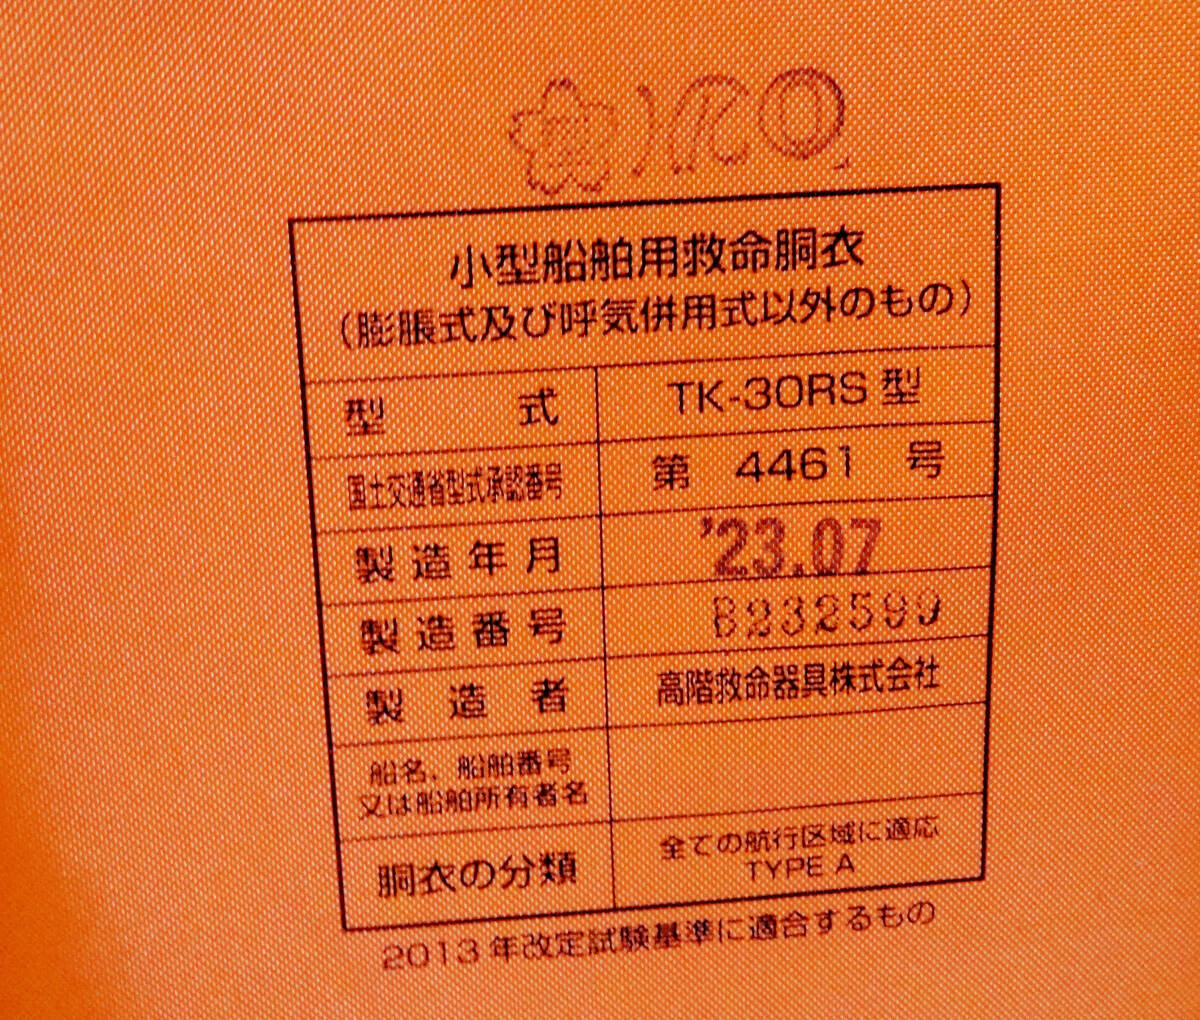 小型船舶用救命胴衣
(膨脹式及び呼気併用式以外のもの)
型 式 TK-30RS 型
国土交通省型式承認番号 第 4461 号
製造年月 '23.07
製造番号 B232599
製造者 高階救命器具株式会社
船名、船舶番号
又は船舶所有者名
胴衣の分類 全ての航行区域に適応
TYPE A
2013年改定試験基準に適合するもの